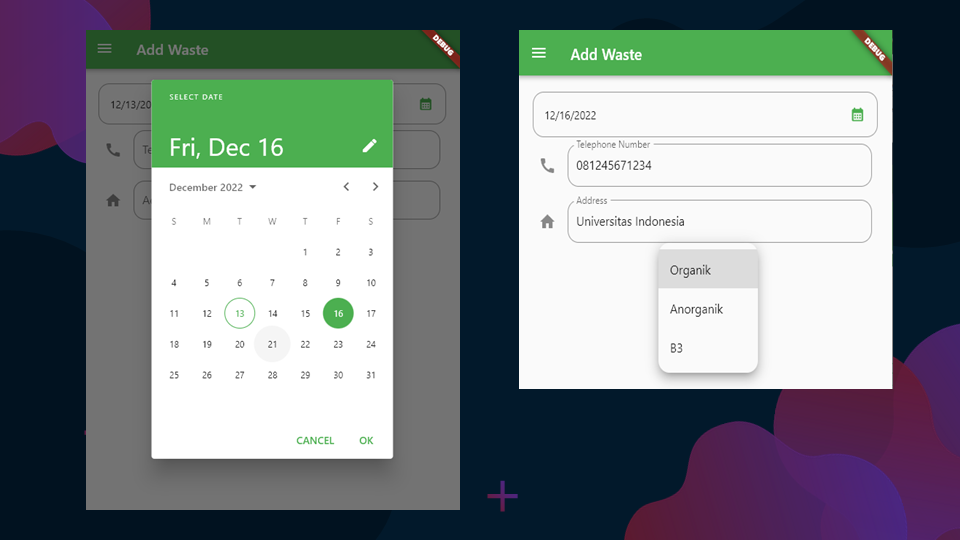 Add Waste
DEBUG
12/13/20
Te
Ad
SELECT DATE
Fri, Dec 16
December 2022
S M T W T F S
1 2 3
4 5 6 7 8 9 10
11 12 13 14 15 16 17
18 19 20 21 22 23 24
25 26 27 28 29 30 31
CANCEL OK
Add Waste
DEBUG
12/16/2022
Telephone Number
081245671234
Address
Universitas Indonesia
Organik
Anorganik
B3